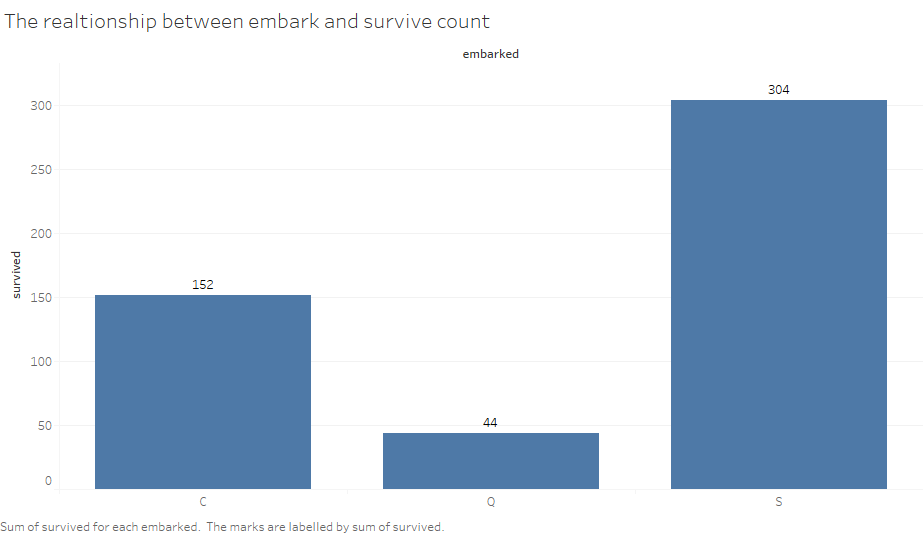 The realtionship between embark and survive count
embarked
304
300
250
200
survived
152
150
100
44
50
0
C Q S
Sum of survived for each embarked. The marks are labelled by sum of survived.